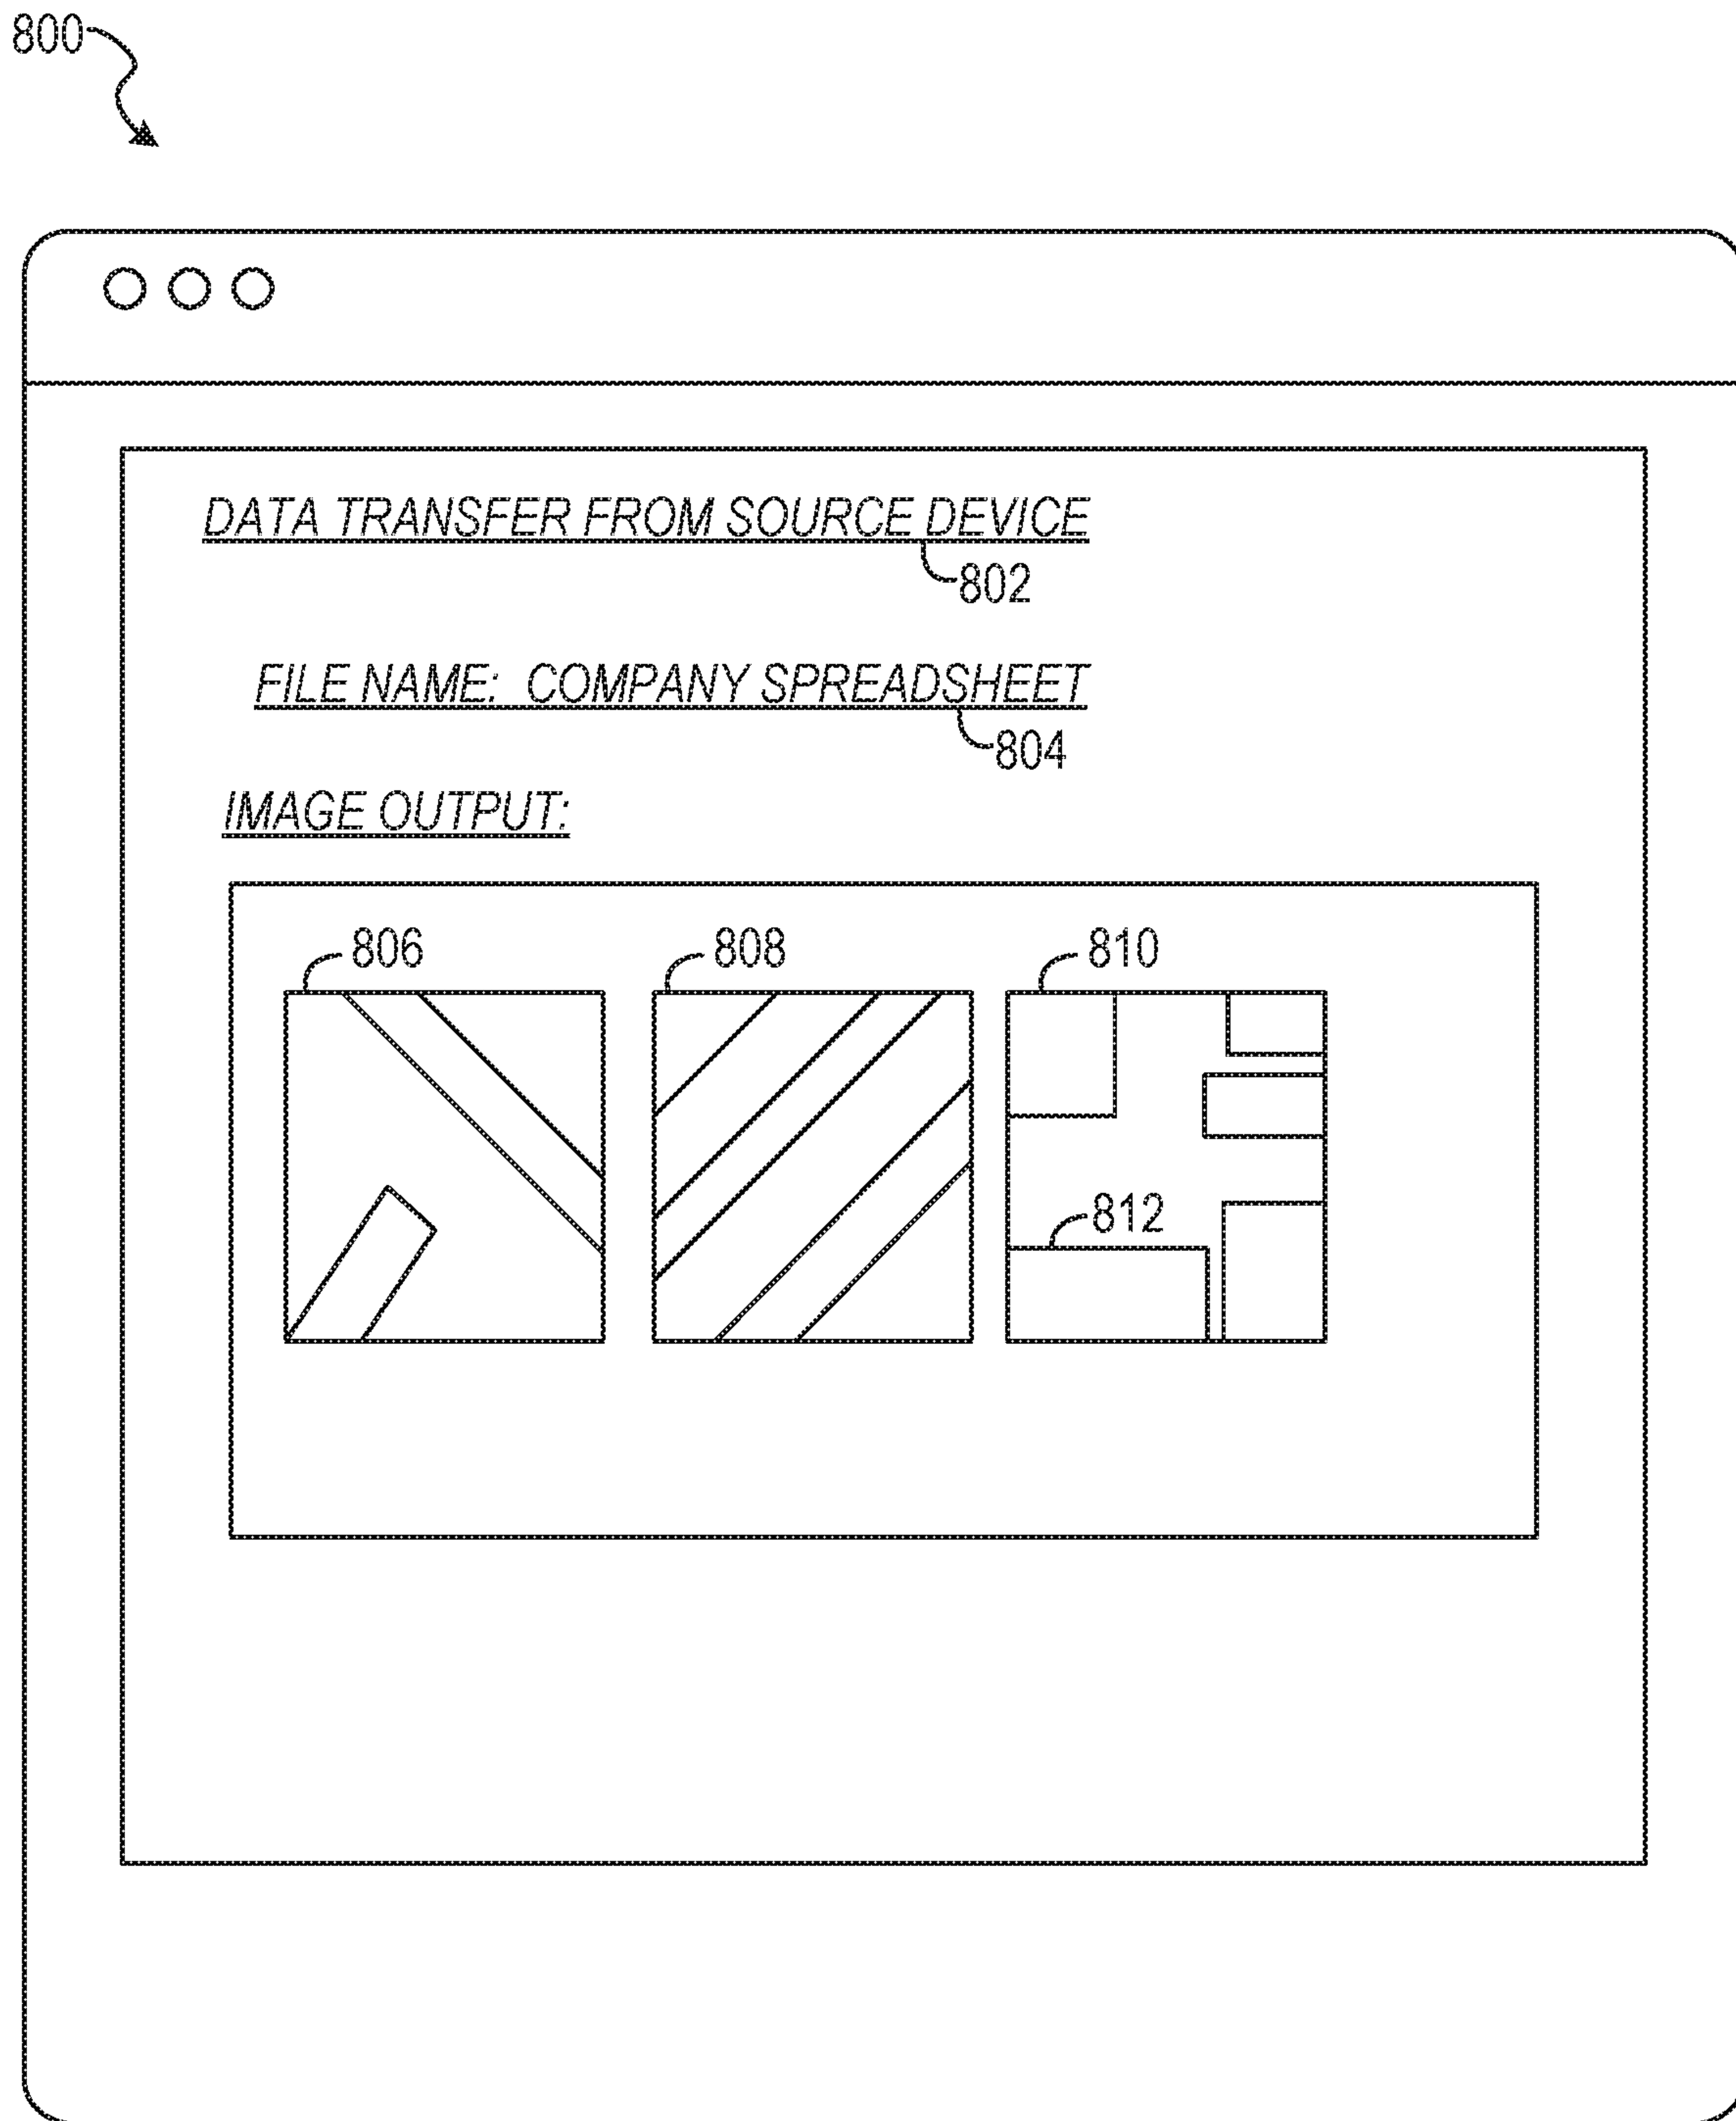 800
DATA TRANSFER FROM SOURCE DEVICE
802
FILE NAME: COMPANY SPREADSHEET
804
IMAGE OUTPUT:
806 808 810
812